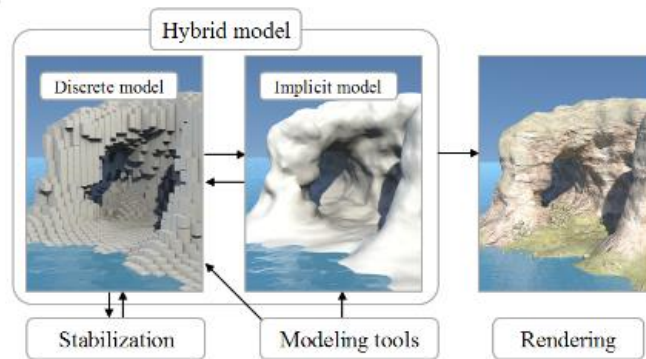 Hybrid model
Discrete model
Implicit model
Stabilization
Modeling tools
Rendering